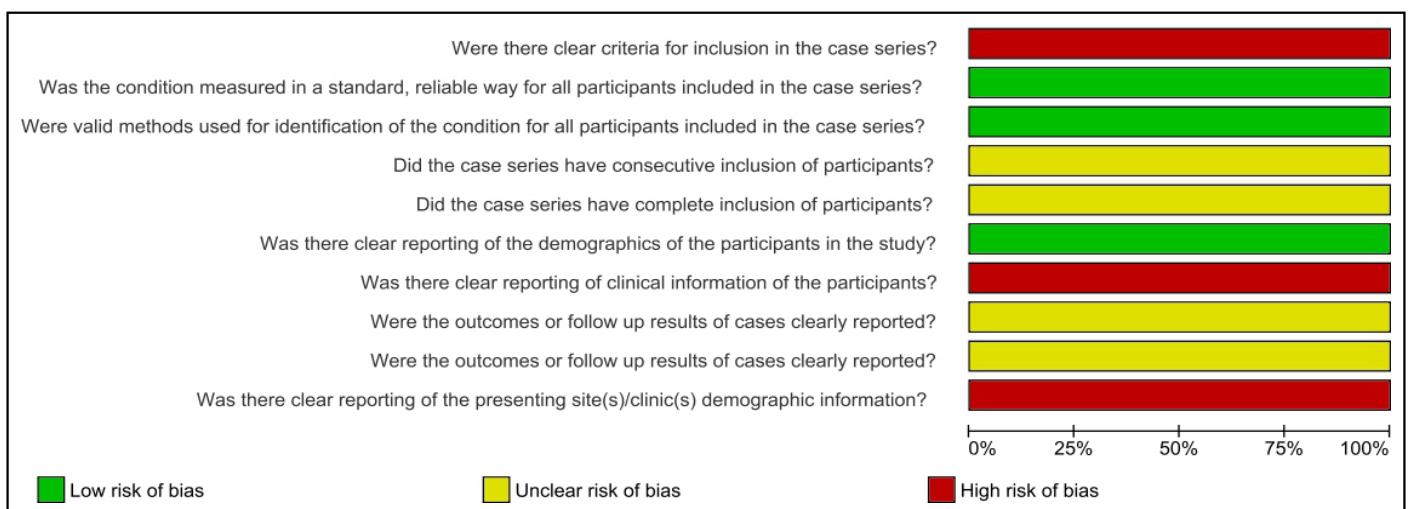 Were there clear criteria for inclusion in the case series?
Was the condition measured in a standard, reliable way for all participants included in the case series?
Were valid methods used for identification of the condition for all participants included in the case series?
Did the case series have consecutive inclusion of participants?
Did the case series have complete inclusion of participants?
Was there clear reporting of the demographics of the participants in the study?
Was there clear reporting of clinical information of the participants?
Were the outcomes or follow up results of cases clearly reported?
Were the outcomes or follow up results of cases clearly reported?
Was there clear reporting of the presenting site(s)/clinic(s) demographic information?
0% 25% 50% 75% 100%
Low risk of bias Unclear risk of bias High risk of bias